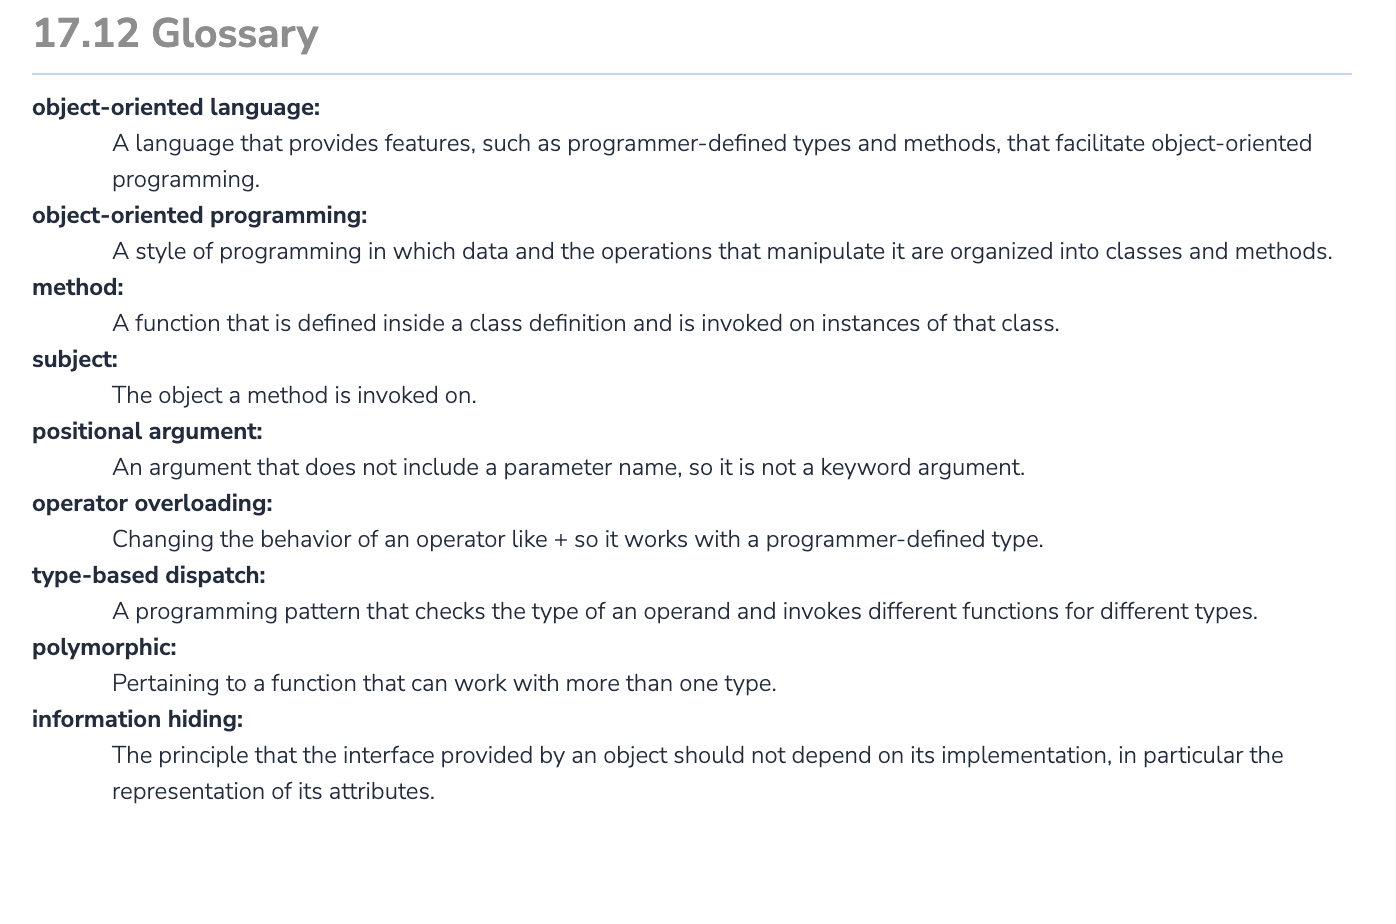 17.12 Glossary
object-oriented language:
A language that provides features, such as programmer-defined types and methods, that facilitate object-oriented
programming.
object-oriented programming:
A style of programming in which data and the operations that manipulate it are organized into classes and methods.
method:
A function that is defined inside a class definition and is invoked on instances of that class.
subject:
The object a method is invoked on.
positional argument:
An argument that does not include a parameter name, so it is not a keyword argument.
operator overloading:
Changing the behavior of an operator like + so it works with a programmer-defined type.
type-based dispatch:
A programming pattern that checks the type of an operand and invokes different functions for different types.
polymorphic:
Pertaining to a function that can work with more than one type.
information hiding:
The principle that the interface provided by an object should not depend on its implementation, in particular the
representation of its attributes.